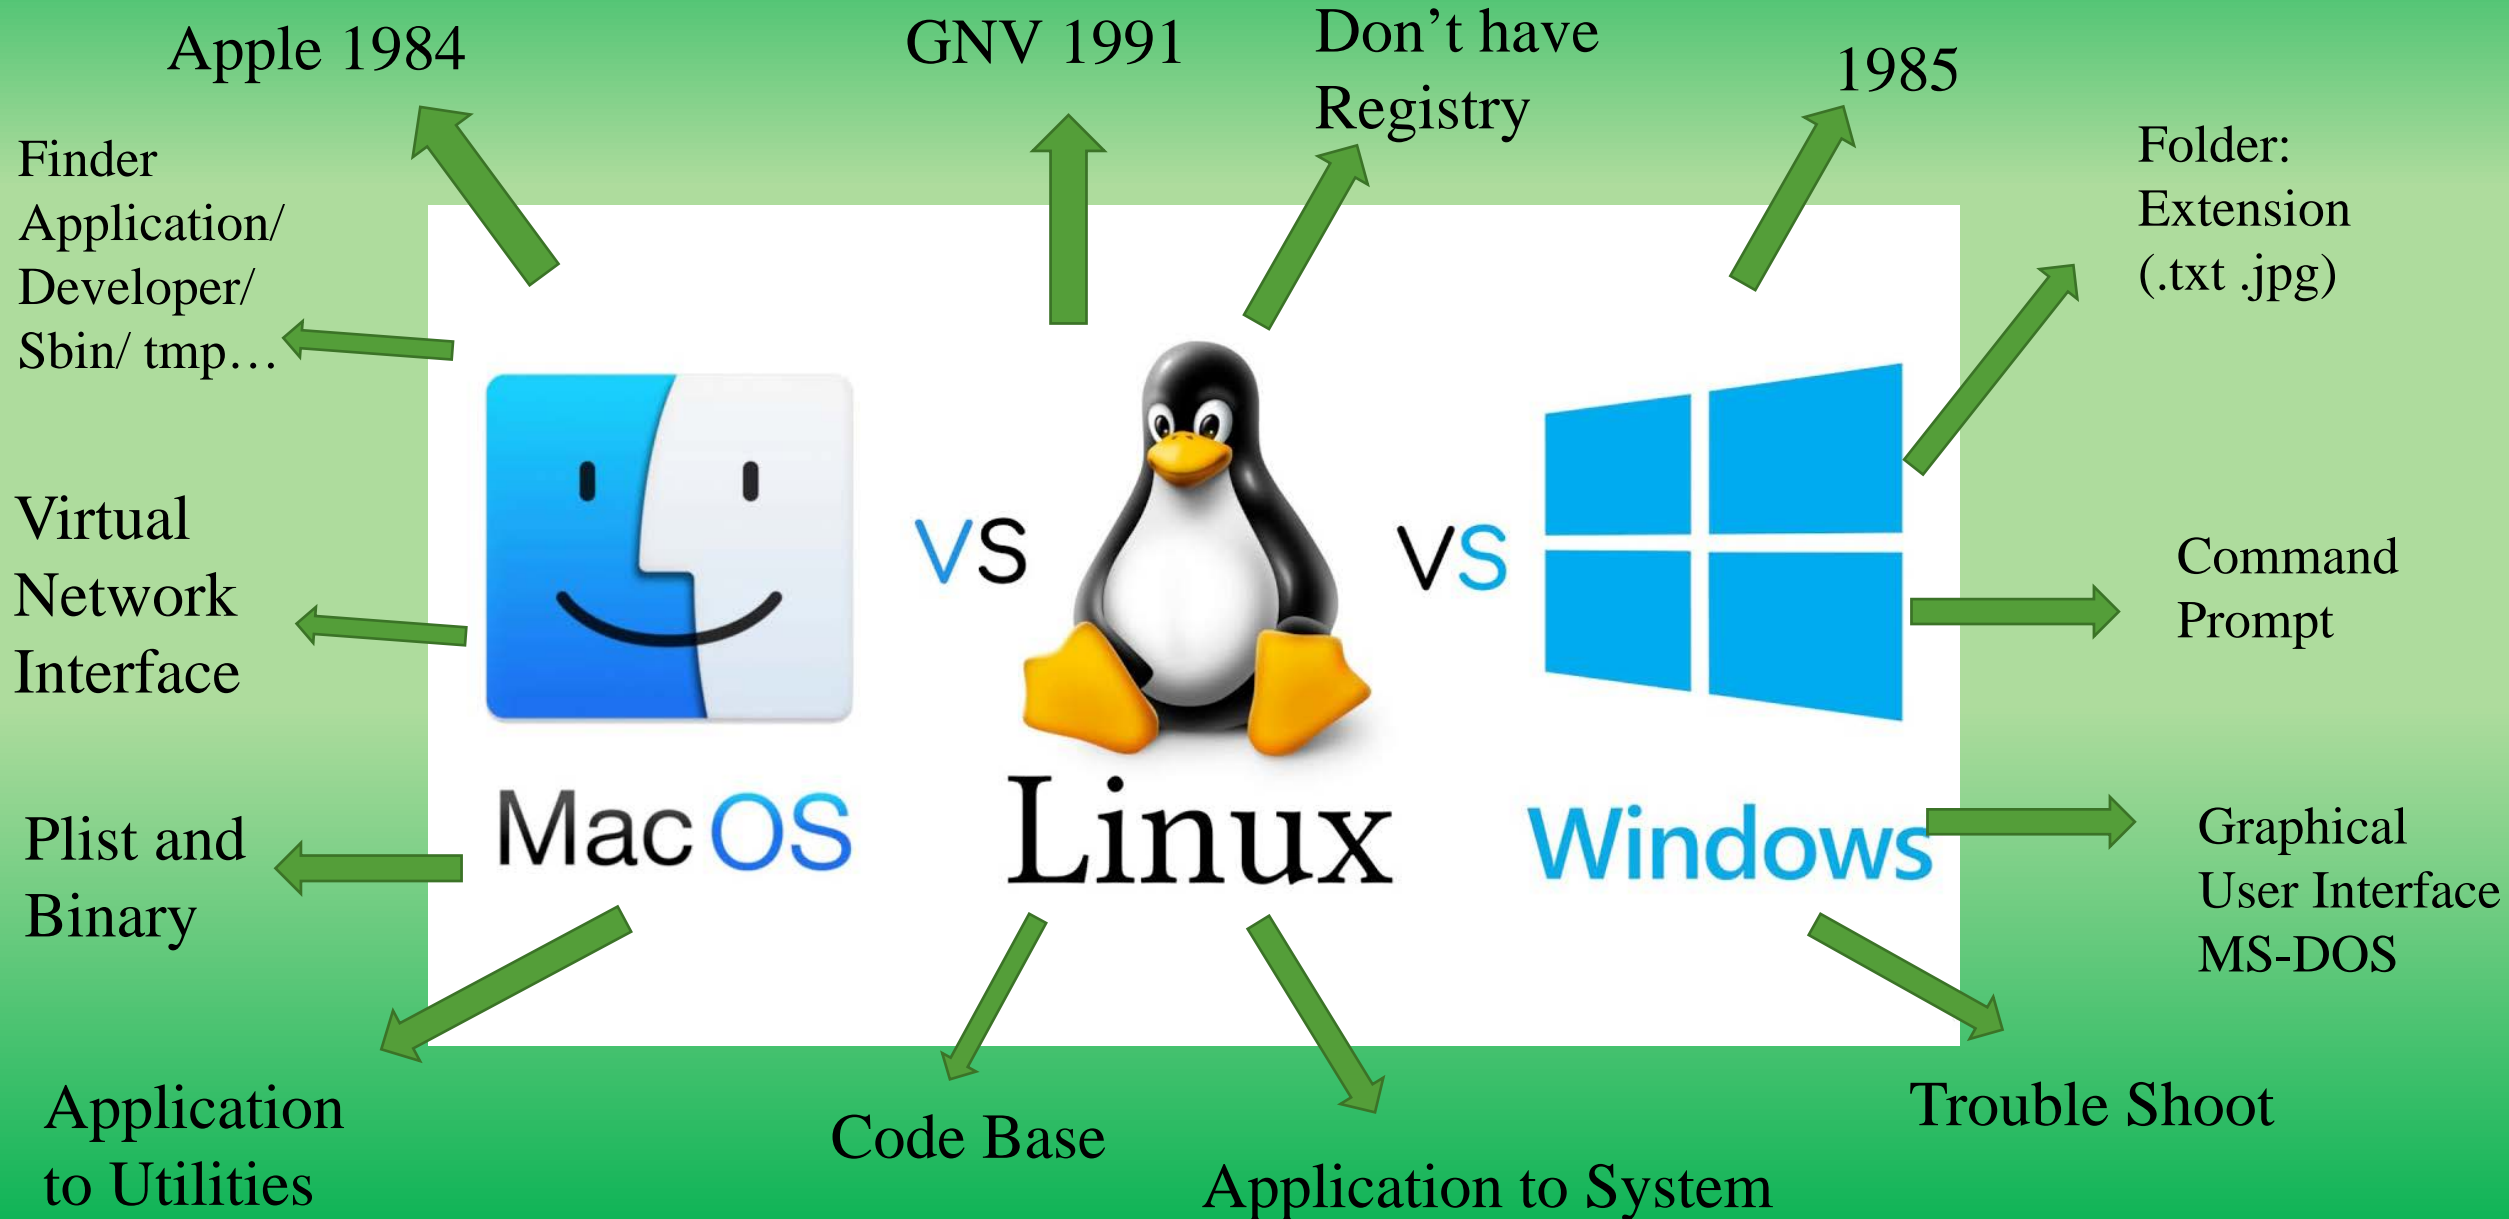 Apple 1984
GNV 1991
Don’t have
Registry
1985
Finder
Application/
Developer/
Sbin/ tmp…
Folder:
Extension
(.txt .jpg)
Virtual
Network
Interface
VS
VS
Command
Prompt
Mac OS
Linux
Windows
Plist and
Binary
Graphical
User Interface
MS-DOS
Application
to Utilities
Code Base
Application to System
Trouble Shoot